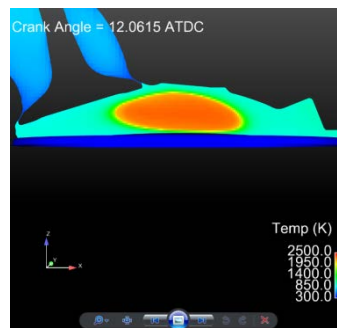 Crank Angle = 12.0615 ATDC
Z
Y
X
Temp (K)
2500.0
1950.0
1400.0
850.0
300.0